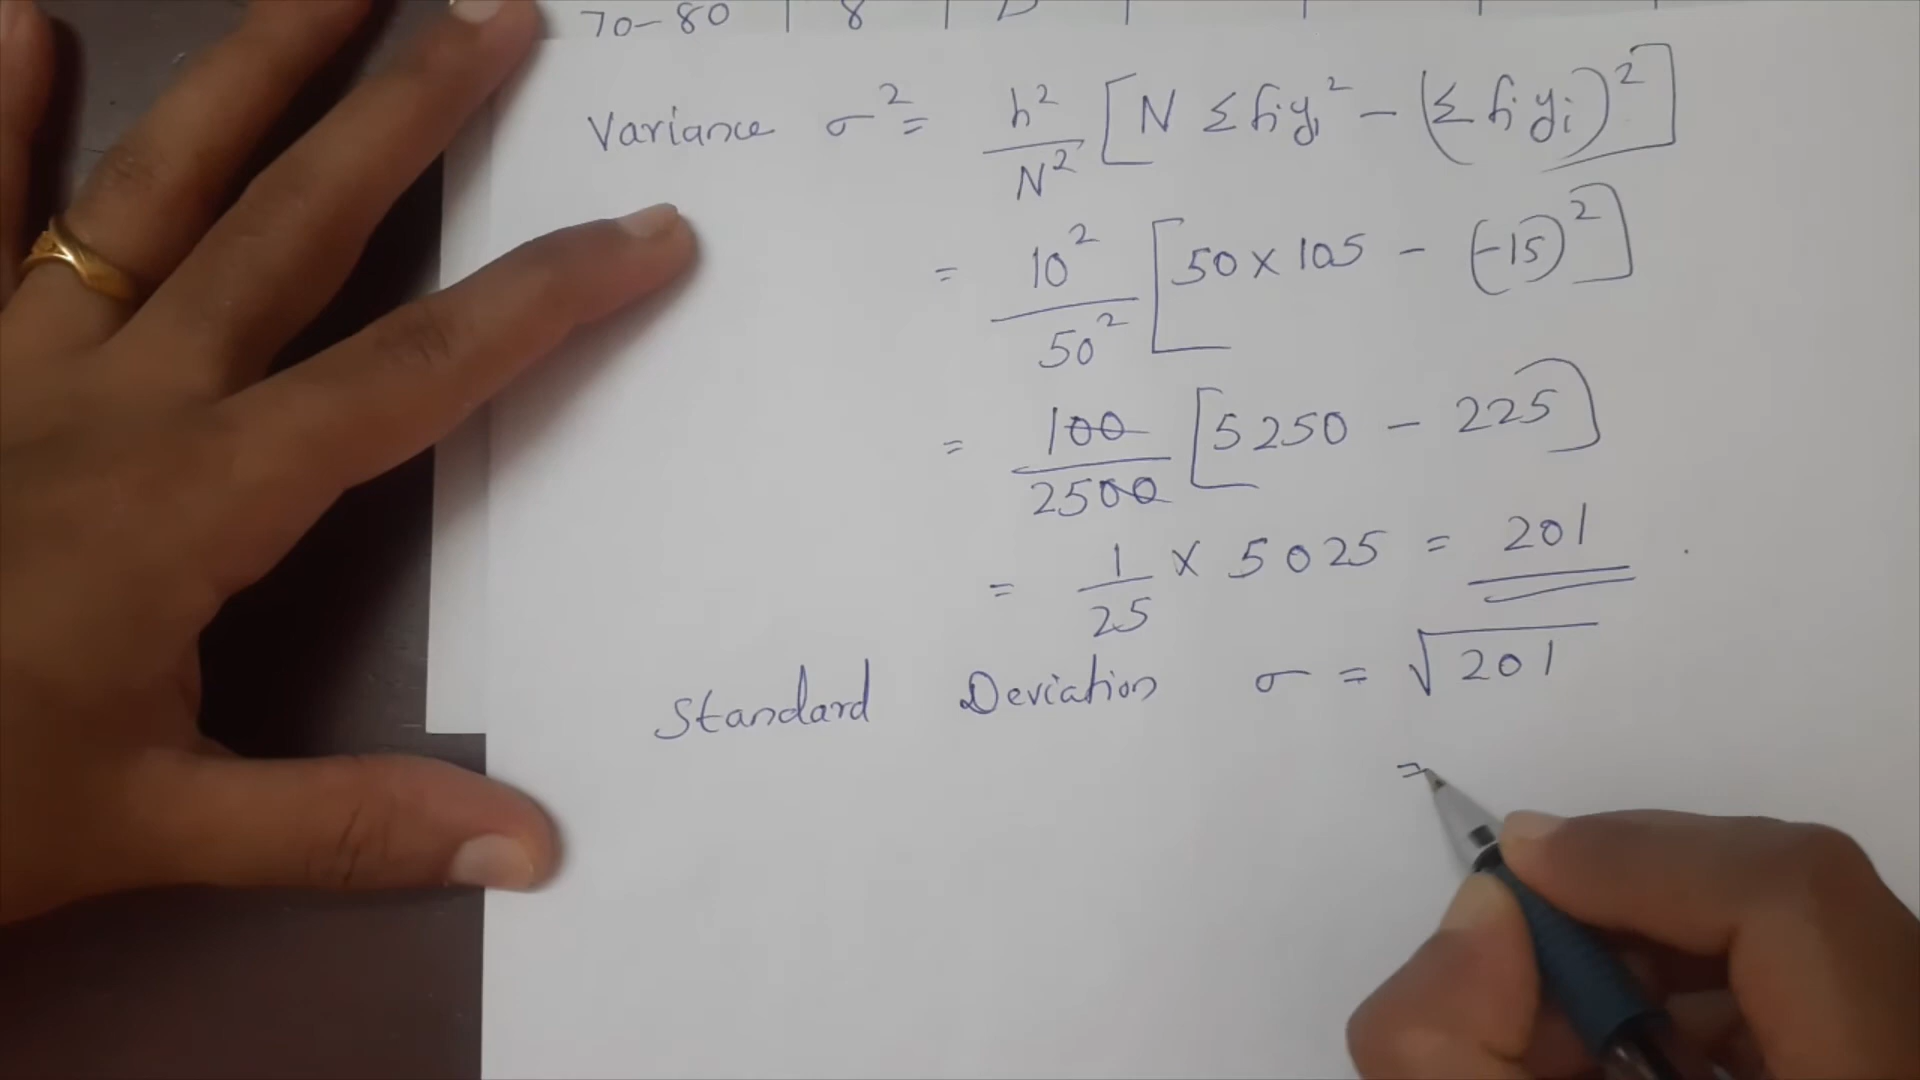 70-80 | 8 |
Variance σ² = h²/N² [N Σfiyi² - (Σfiyi)²]
= 10²/50² [50 × 105 - (-15)²]
= 100/2500 [5250 - 225]
= 1/25 × 5025 = 201
Standard Deviation σ = √201
=